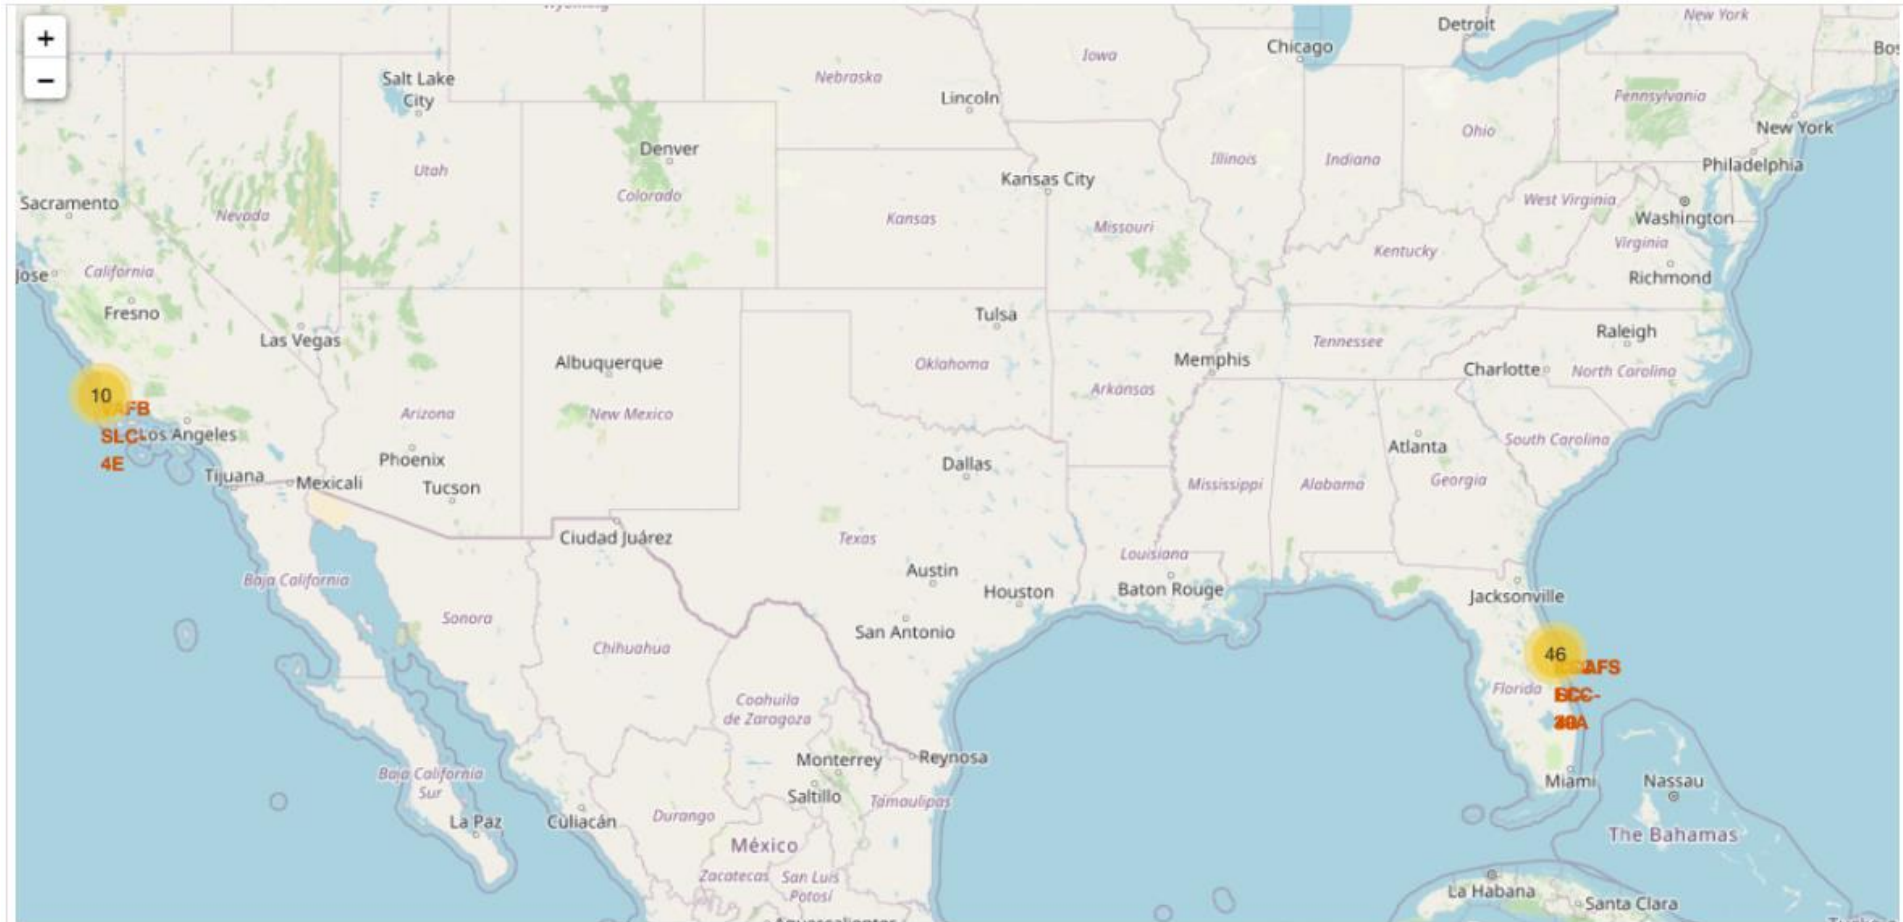 Wyoming
New York
+
Detroit
Iowa
Chicago
Bos
Salt Lake
City
Nebraska
−
Lincoln
Pennsylvania
New York
Ohio
Denver
Illinois
Indiana
Philadelphia
Utah
Kansas City
Colorado
West Virginia
Sacramento
Nevada
Kansas
Missouri
Washington
Kentucky
Virginia
Jose
California
Richmond
Fresno
Tulsa
Las Vegas
Raleigh
Tennessee
Albuquerque
Oklahoma
Memphis
Charlotte
North Carolina
10
Arkansas
VAFB
Arizona
New Mexico
SLC-
Los Angeles
Atlanta
South Carolina
4E
Phoenix
Dallas
Tijuana
Mexicali
Tucson
Mississippi
Alabama
Georgia
Ciudad Juárez
Texas
Louisiana
Baja California
Austin
Houston
Baton Rouge
Jacksonville
Sonora
San Antonio
Chihuahua
46
Florida
Coahuila
de Zaragoza
Monterrey
Reynosa
Baja California
Sur
Saltillo
Tamaulipas
Miami
Nassau
La Paz
Culiacán
Durango
The Bahamas
México
Zacatecas
San Luis
Potosí
La Habana
Santa Clara
Aguascalientes